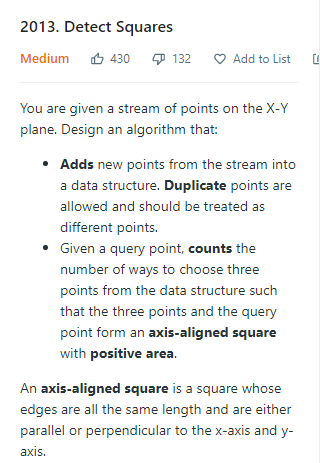 2013. Detect Squares
Medium 430 132 Add to List
You are given a stream of points on the X-Y
plane. Design an algorithm that:
• Adds new points from the stream into
a data structure. Duplicate points are
allowed and should be treated as
different points.
• Given a query point, counts the
number of ways to choose three
points from the data structure such
that the three points and the query
point form an axis-aligned square
with positive area.
An axis-aligned square is a square whose
edges are all the same length and are either
parallel or perpendicular to the x-axis and y-
axis.